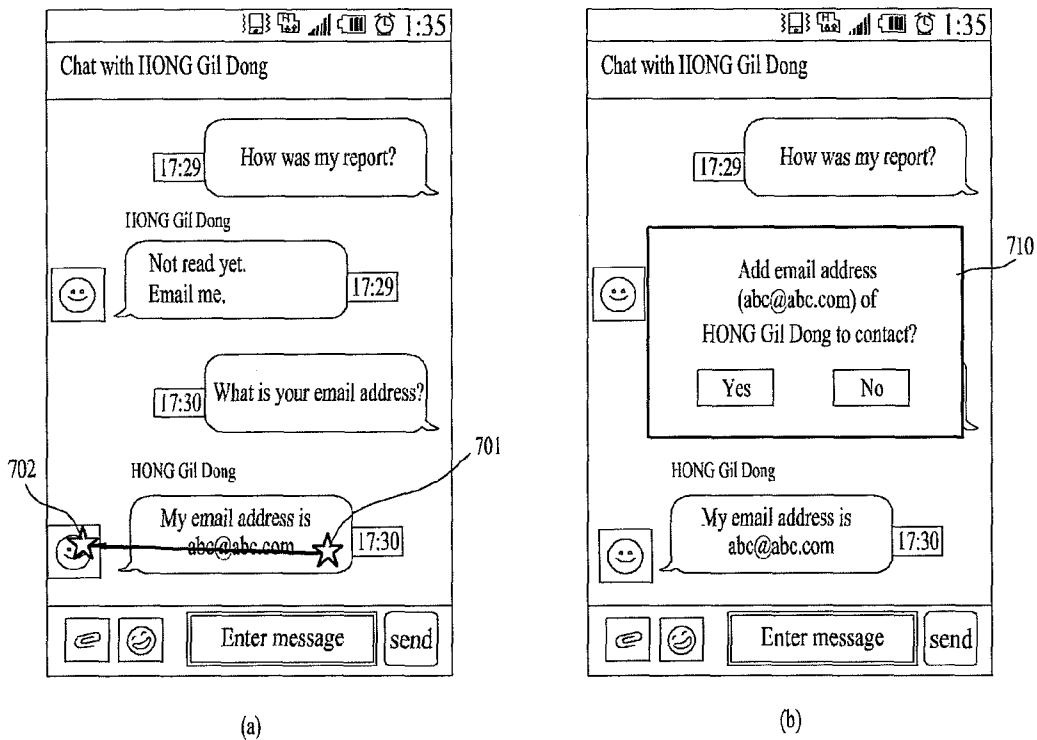 1:35
Chat with HONG Gil Dong
How was my report?
17:29
HONG Gil Dong
Not read yet.
Email me,
17:29
What is your email address?
17:30
702
701
HONG Gil Dong
My email address is
abc@abc.com
17:30
Enter message
send
(a)
1:35
Chat with HONG Gil Dong
How was my report?
17:29
710
Add email address
(abc@abc.com) of
HONG Gil Dong to contact?
Yes
No
HONG Gil Dong
My email address is
abc@abc.com
17:30
Enter message
send
(b)